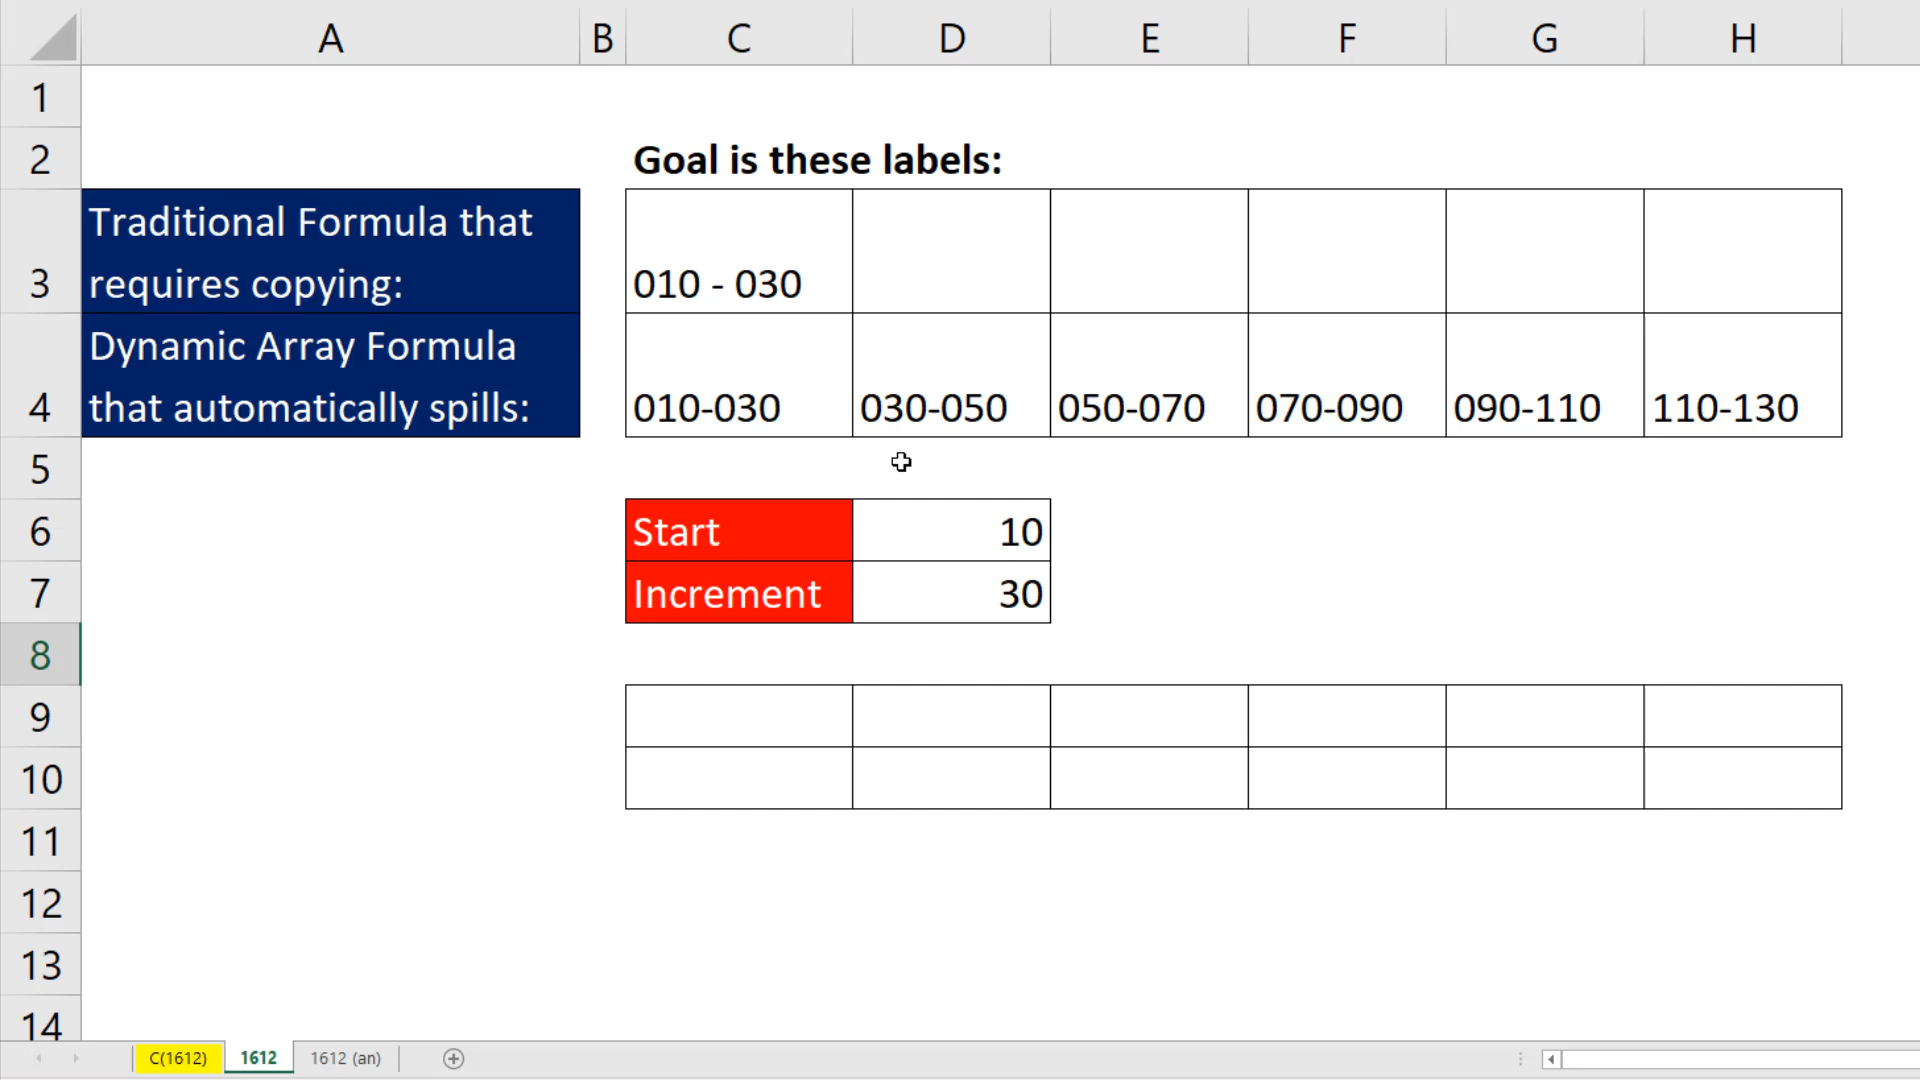 A B C D E F G H
1
2 Goal is these labels:
Traditional Formula that
3 requires copying: 010 - 030
Dynamic Array Formula
4 that automatically spills: 010-030 030-050 050-070 070-090 090-110 110-130
5
6 Start 10
7 Increment 30
8
9
10
11
12
13
14
C(1612) 1612 1612 (an)